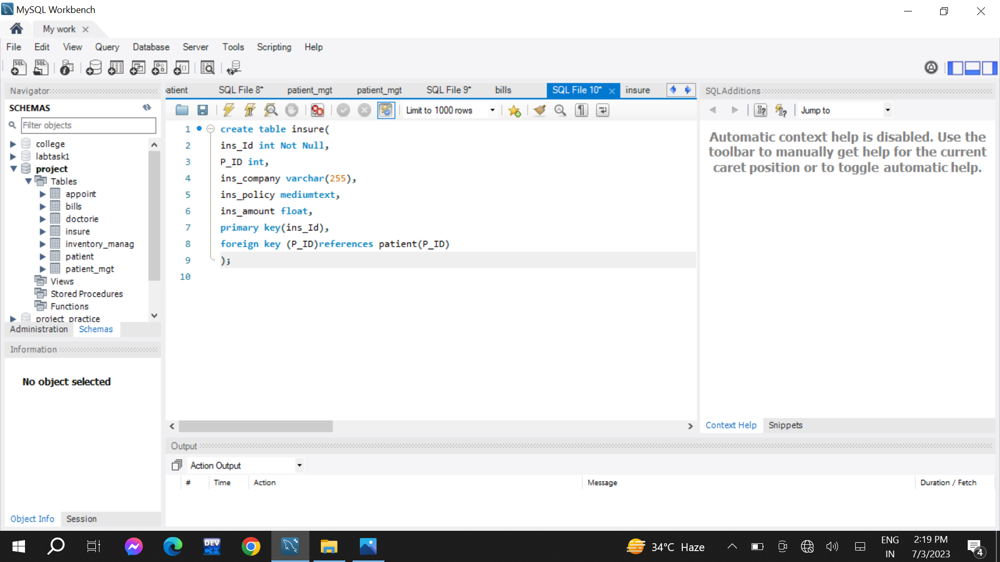 MySQL Workbench
My work
File Edit View Query Database Server Tools Scripting Help
Navigator
SCHEMAS
Filter objects
college
labtask1
project
Tables
appoint
bills
doctorie
insure
inventory_manag
patient
patient_mgt
Views
Stored Procedures
Functions
project_practice
Administration Schemas
Information
No object selected
Object Info Session
atient SQL File 8* patient_mgt patient_mgt SQL File 9* bills SQL File 10* insure
Limit to 1000 rows
1 create table insure(
2 ins_Id int Not Null,
3 P_ID int,
4 ins_company varchar(255),
5 ins_policy mediumtext,
6 ins_amount float,
7 primary key(ins_Id),
8 foreign key (P_ID)references patient(P_ID)
9 );
10
SQLAdditions
Jump to
Automatic context help is disabled. Use the
toolbar to manually get help for the current
caret position or to toggle automatic help.
Context Help Snippets
Output
Action Output
# Time Action Message Duration / Fetch
DEV
C++
34°C Haze
ENG
IN
2:19 PM
7/3/2023
4